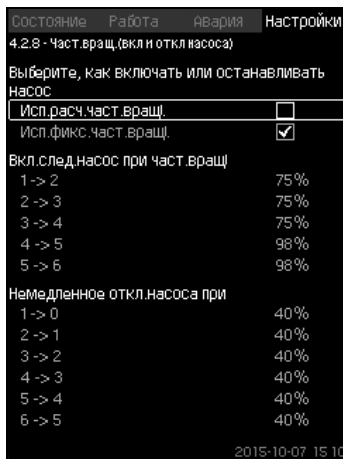 Состояние Работа Авария Настройки
4.2.8 - Част.вращ.(вкл и откл насоса)
Выберите, как включать или останавливать
насос
Исп.расч.част.вращ.
Исп.фикс.част.вращ.
Вкл.след.насос при част.вращ
1 -> 2 75%
2 -> 3 75%
3 -> 4 75%
4 -> 5 98%
5 -> 6 98%
Немедленное откл.насоса при
1 -> 0 40%
2 -> 1 40%
3 -> 2 40%
4 -> 3 40%
5 -> 4 40%
6 -> 5 40%
2015-10-07 15:10